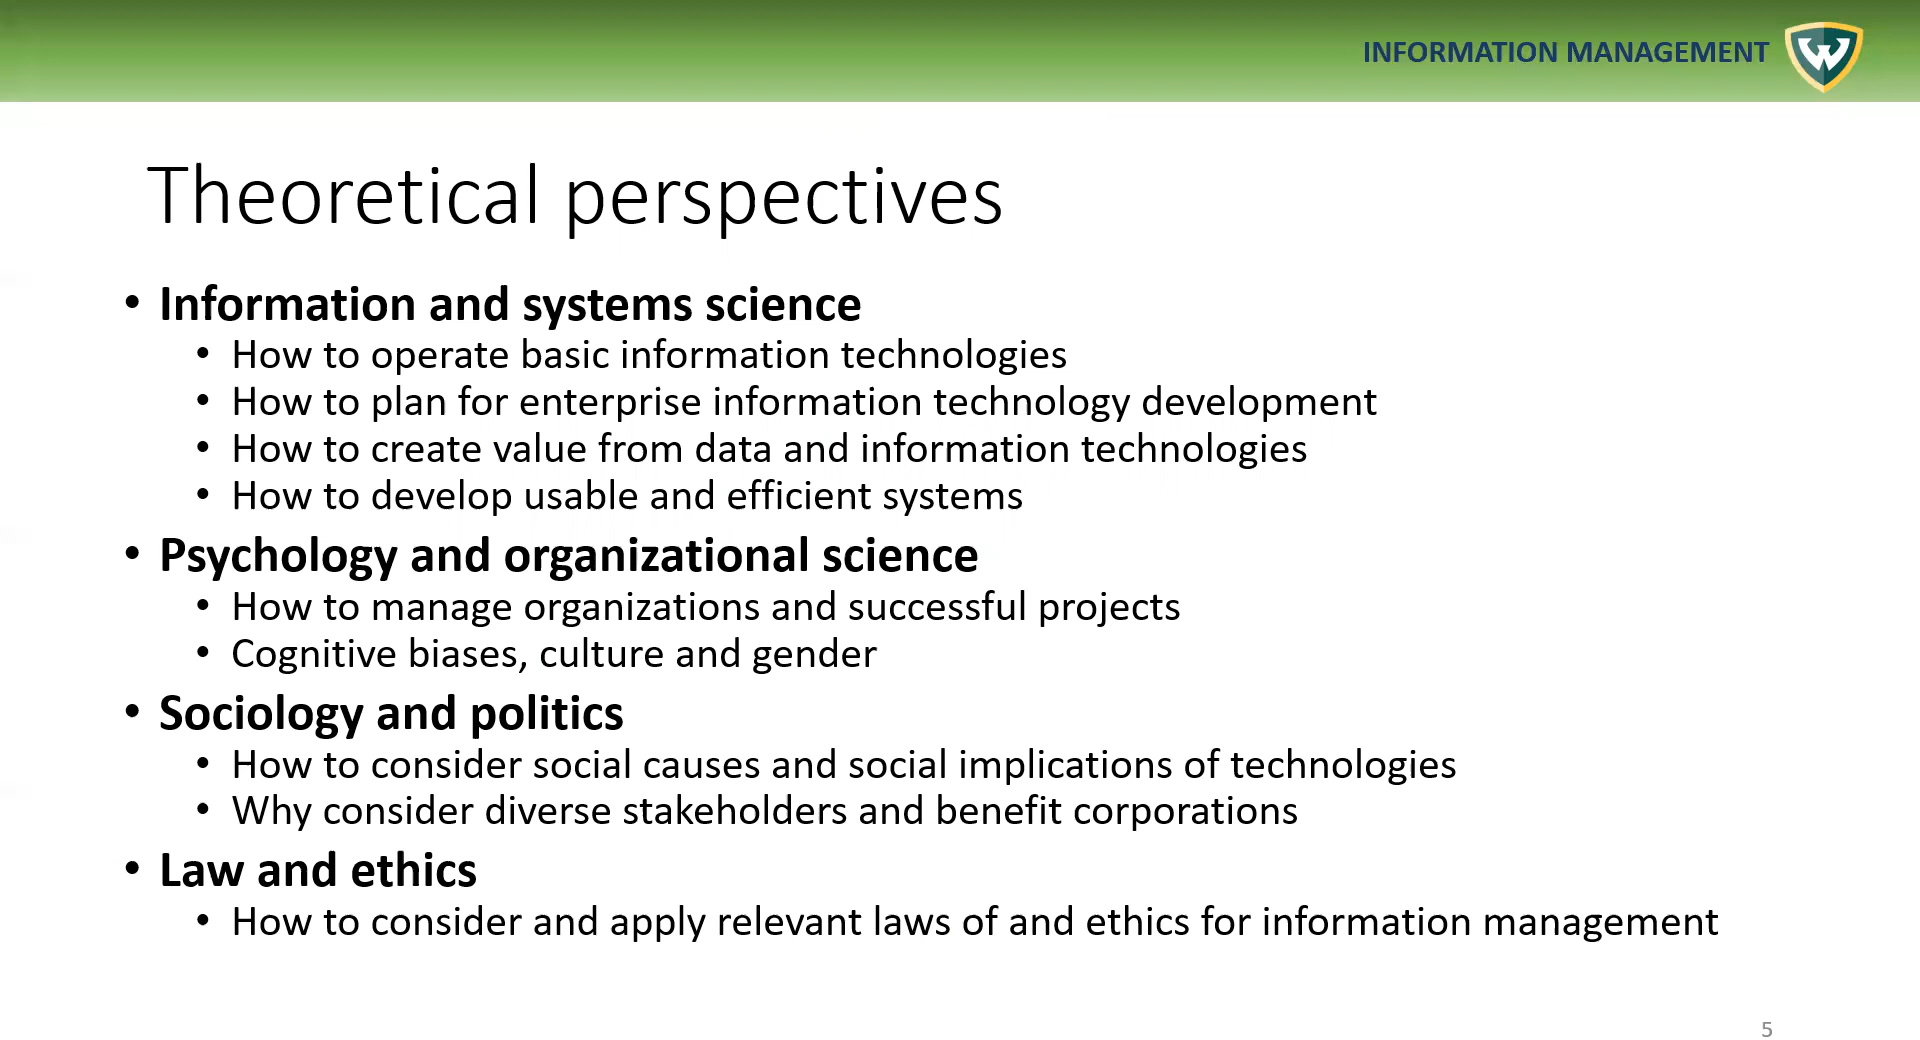 INFORMATION MANAGEMENT
W
Theoretical perspectives
• Information and systems science
• How to operate basic information technologies
• How to plan for enterprise information technology development
• How to create value from data and information technologies
• How to develop usable and efficient systems
• Psychology and organizational science
• How to manage organizations and successful projects
• Cognitive biases, culture and gender
• Sociology and politics
• How to consider social causes and social implications of technologies
• Why consider diverse stakeholders and benefit corporations
• Law and ethics
• How to consider and apply relevant laws of and ethics for information management
5